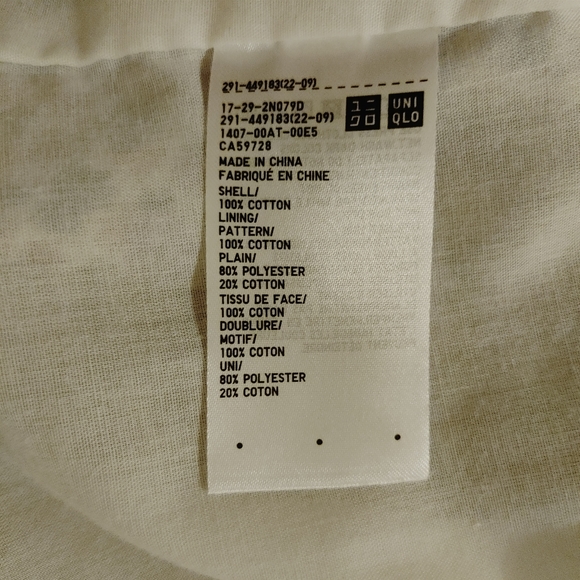 291-449183(22-09)
17-29-2N079D
291-449183(22-09)
1407-00AT-00E5
CA59728
ユニ
クロ
UNI
QLO
MADE IN CHINA
FABRIQUÉ EN CHINE
SHELL/
100% COTTON
LINING/
PATTERN/
100% COTTON
PLAIN/
80% POLYESTER
20% COTTON
TISSU DE FACE/
100% COTON
DOUBLURE/
MOTIF/
100% COTON
UNI/
80% POLYESTER
20% COTON